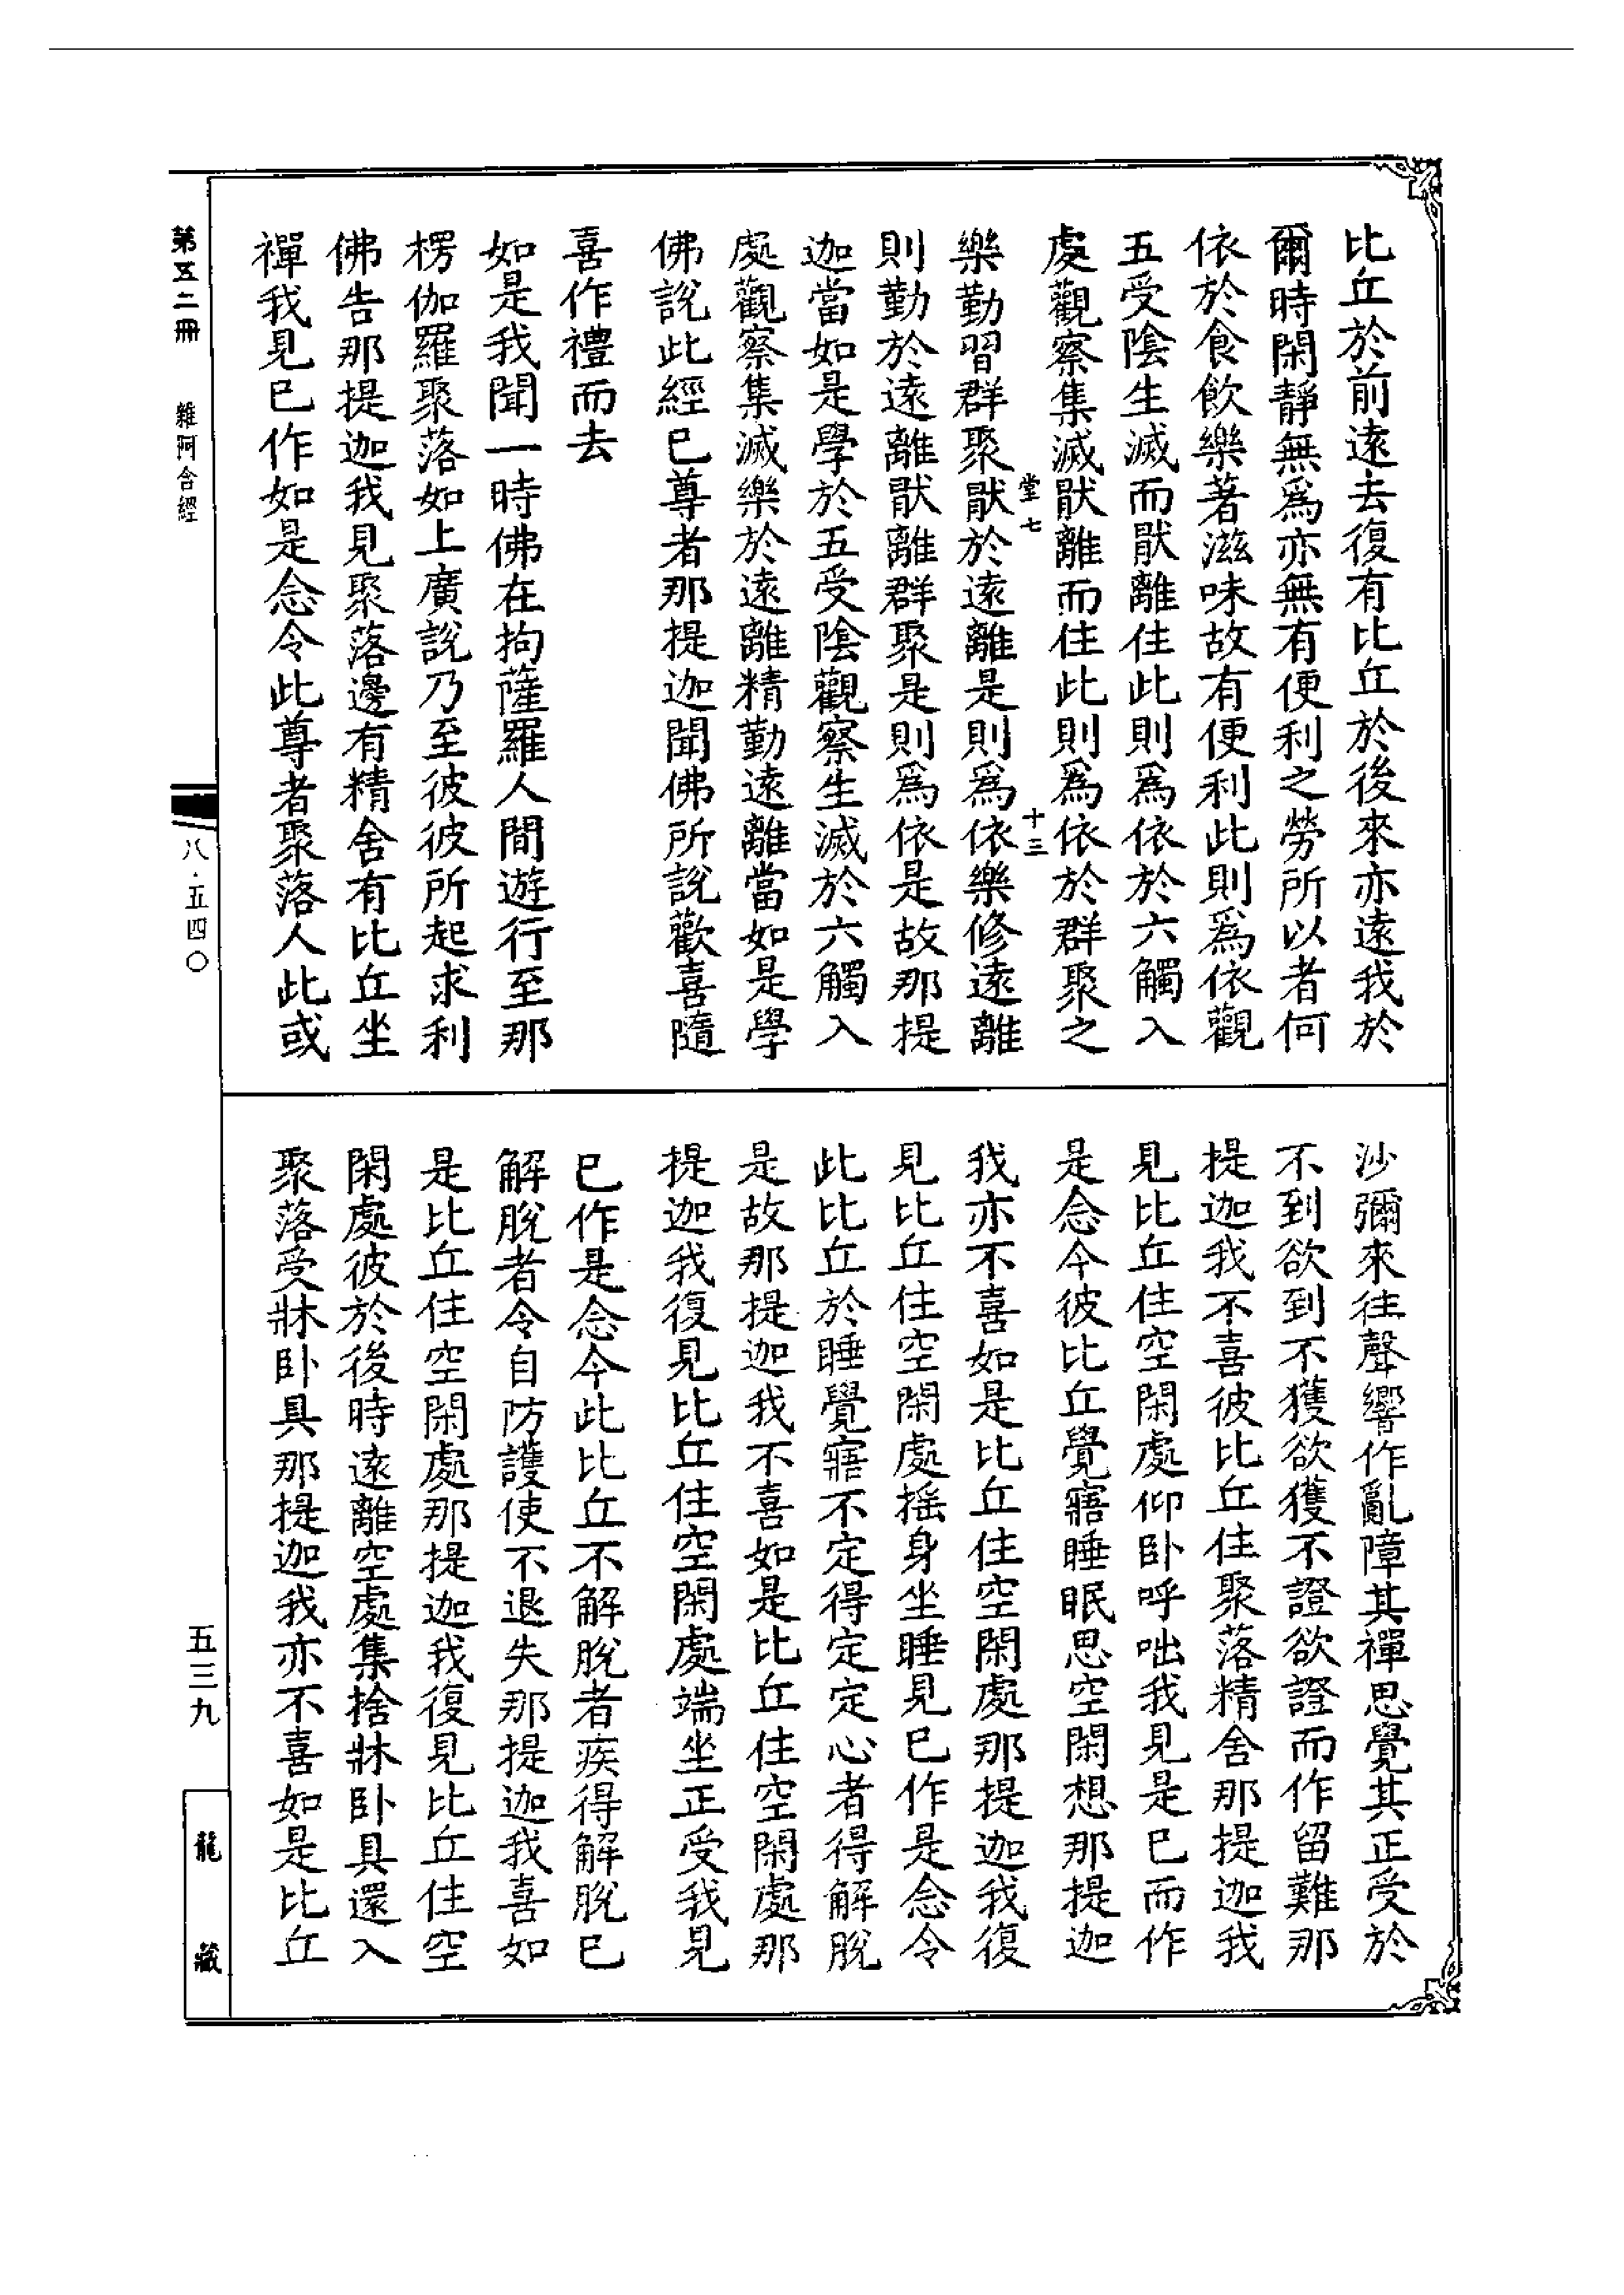 比丘於前遠去復有比丘於後來亦遠我於
爾時閑靜無爲亦無有便利之勞所以者何
依於食飲樂著滋味故有便利此則爲依觀
五受陰生滅而厭離住此則爲依於六觸入
處觀察集滅厭離而住此則爲依於群聚之
堂七 十三
樂勤習群聚厭於遠離是則爲依樂修遠離
則勤於遠離厭離群聚是則爲依是故那提
迦當如是學於五受陰觀察生滅於六觸入
處觀察集滅樂於遠離精勤遠離當如是學
佛說此經已尊者那提迦聞佛所說歡喜隨
喜作禮而去
如是我聞一時佛在拘薩羅人間遊行至那
楞伽羅聚落如上廣說乃至彼彼所起求利
佛告那提迦我見聚落邊有精舍有比丘坐
禪我見已作如是念令此尊者聚落人此或
沙彌來往聲響作亂障其禪思覺其正受於
不到欲到不獲欲獲不證欲證而作留難那
提迦我不喜彼比丘住聚落精舍那提迦我
見比丘住空閑處仰卧呼咄我見是已而作
是念今彼比丘覺寤睡眠思空閑想那提迦
我亦不喜如是比丘住空閑處那提迦我復
見比丘住空閑處搖身坐睡見已作是念令
此比丘於睡覺寤不定得定定心者得解脫
是故那提迦我不喜如是比丘住空閑處那
提迦我復見比丘住空閑處端坐正受我見
已作是念今此比丘不解脫者疾得解脫已
解脫者令自防護使不退失那提迦我喜如
是比丘住空閑處那提迦我復見比丘住空
閑處彼於後時遠離空處集捨牀卧具還入
聚落受牀卧具那提迦我亦不喜如是比丘
第五二冊 雜阿含經 八·五四〇 五三九 龍藏